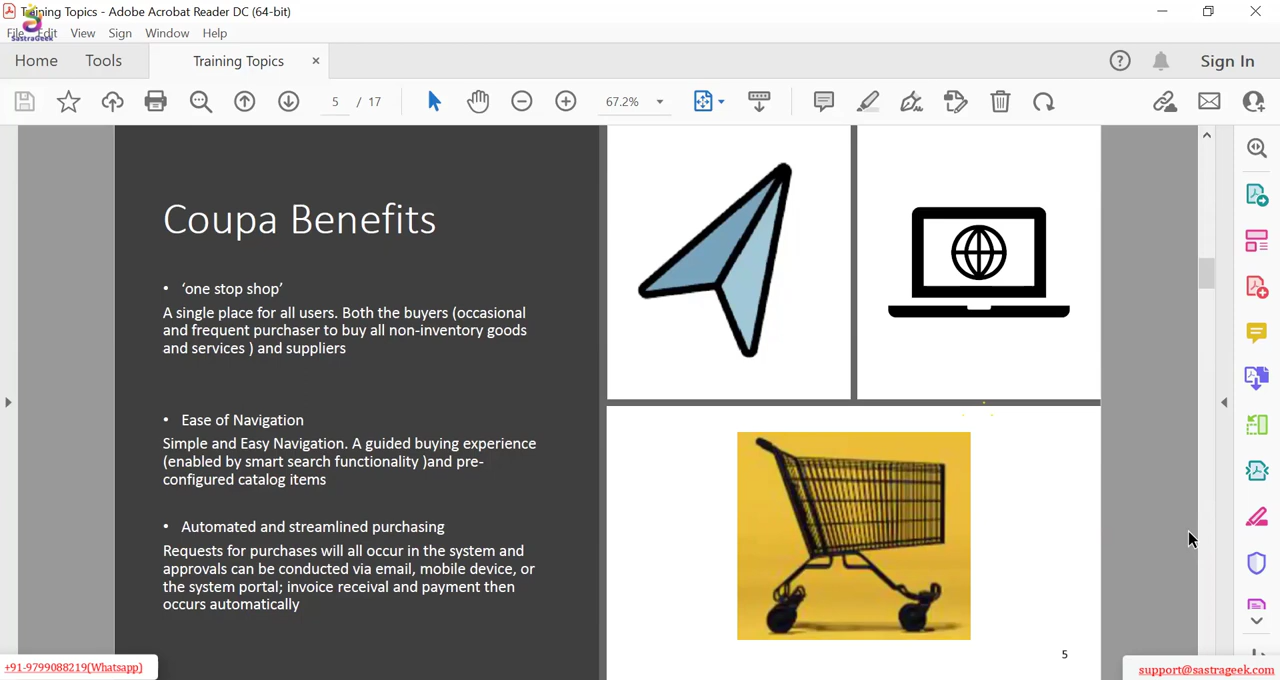 Training Topics - Adobe Acrobat Reader DC (64-bit)
SastraGeek
File Edit View Sign Window Help
Home Tools Training Topics × Sign In
5 / 17 67.2%
Coupa Benefits
• ‘one stop shop’
A single place for all users. Both the buyers (occasional
and frequent purchaser to buy all non-inventory goods
and services ) and suppliers
• Ease of Navigation
Simple and Easy Navigation. A guided buying experience
(enabled by smart search functionality )and pre-
configured catalog items
• Automated and streamlined purchasing
Requests for purchases will all occur in the system and
approvals can be conducted via email, mobile device, or
the system portal; invoice receival and payment then
occurs automatically
5
+91-9799088219(Whatsapp)
support@sastrageek.com